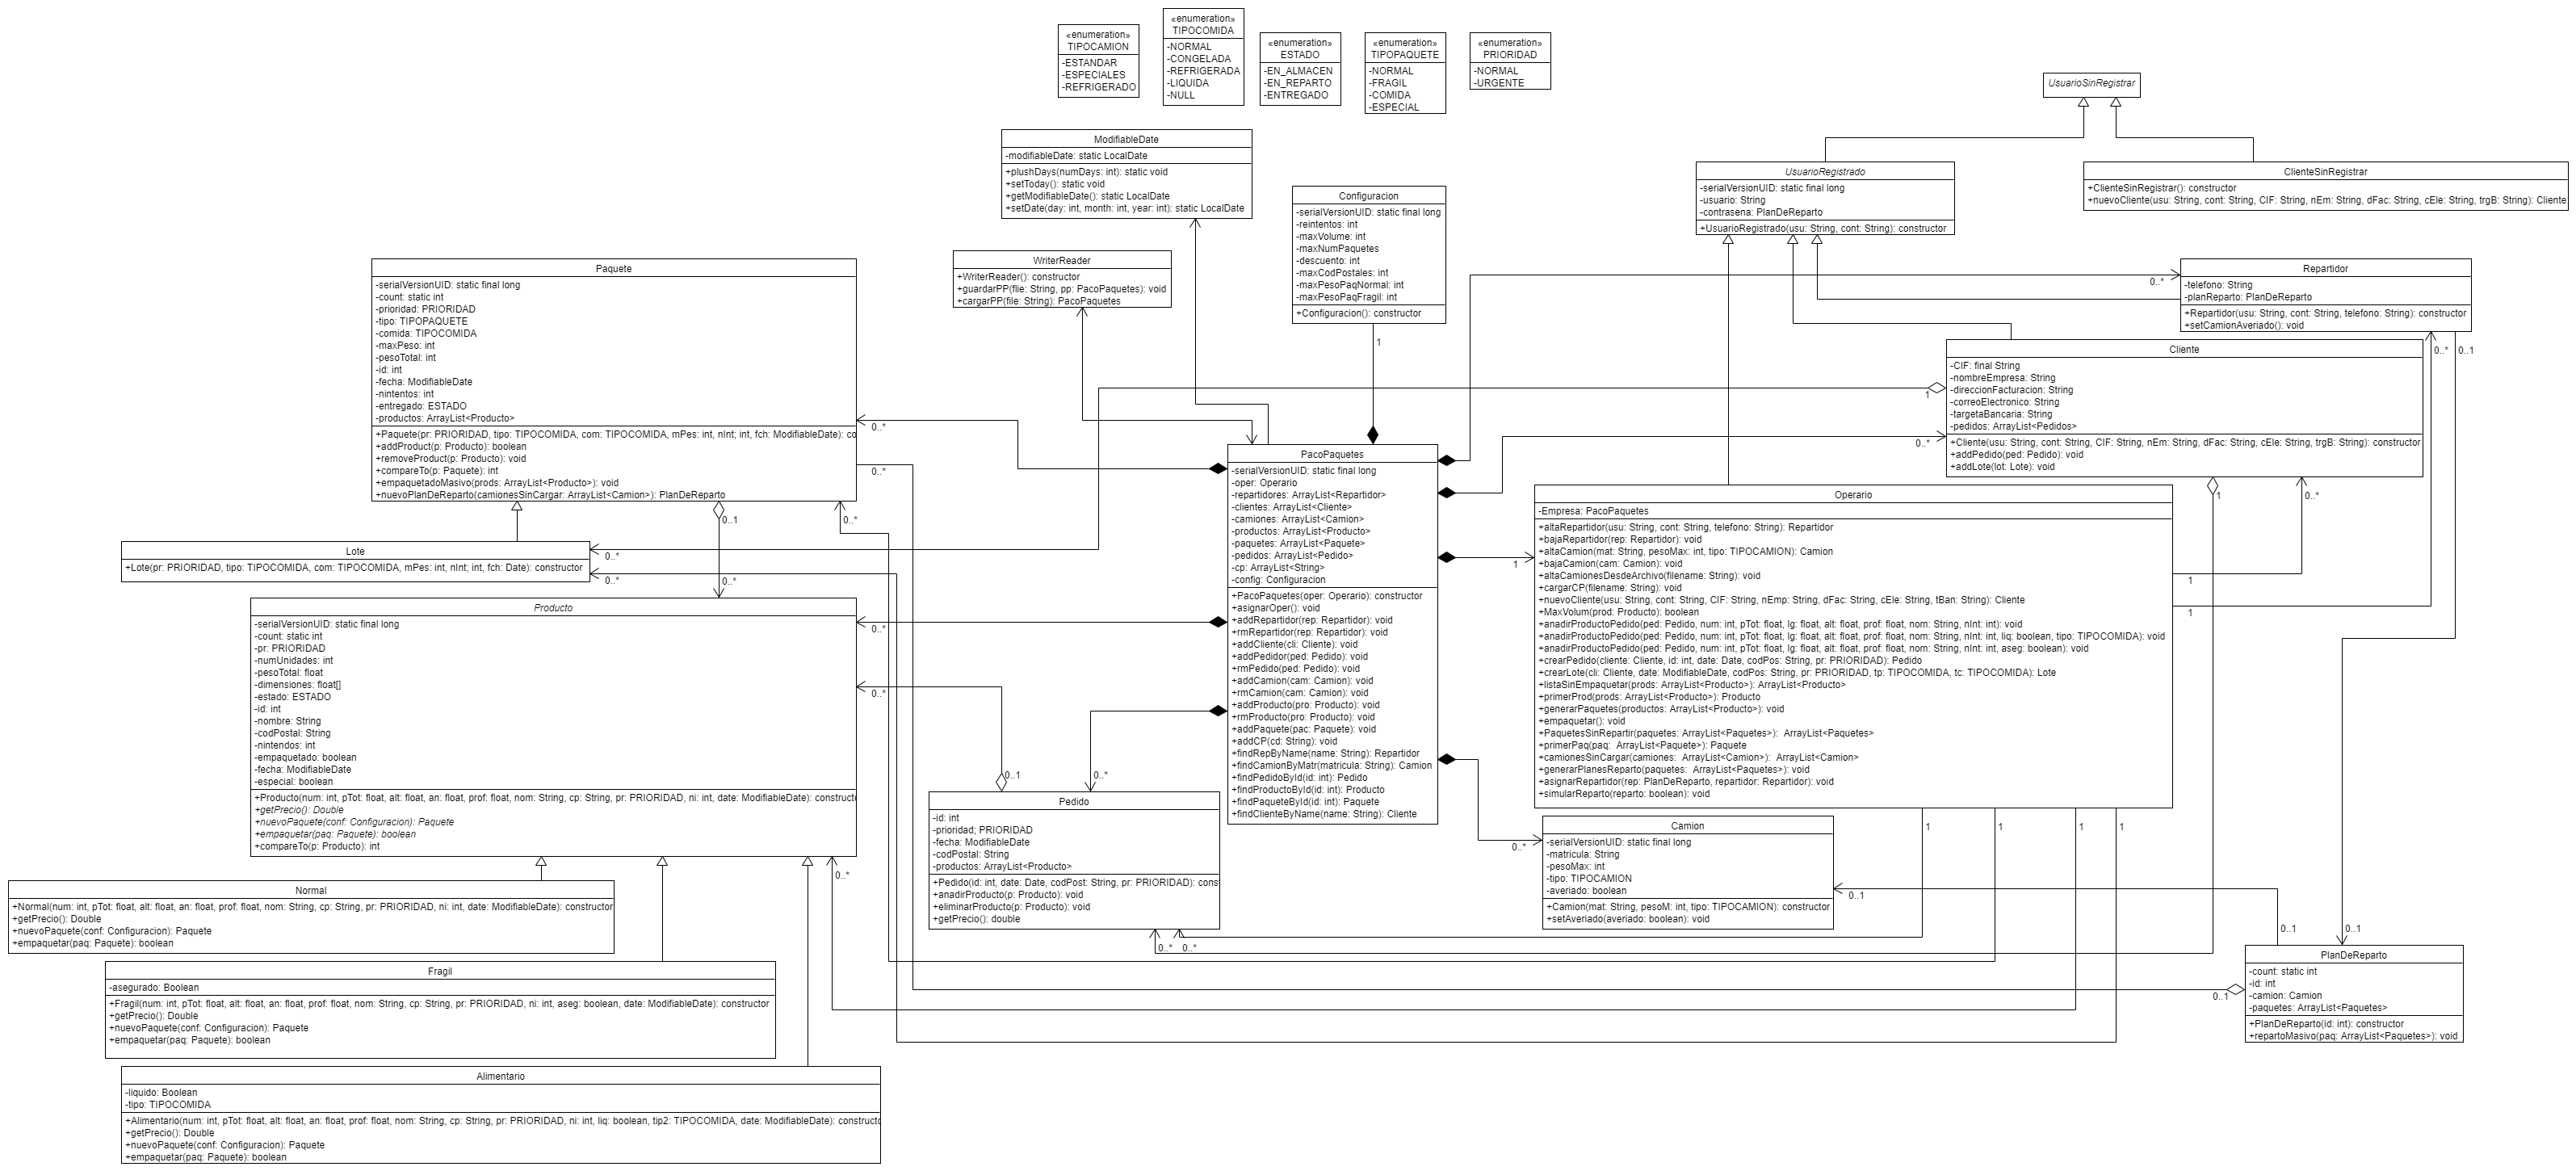 «enumeration»
TIPOCAMION
-ESTANDAR
-ESPECIALES
-REFRIGERADO
«enumeration»
TIPOCOMIDA
-NORMAL
-CONGELADA
-REFRIGERADA
-LIQUIDA
-NULL
«enumeration»
ESTADO
-EN_ALMACEN
-EN_REPARTO
-ENTREGADO
«enumeration»
TIPOPAQUETE
-NORMAL
-FRAGIL
-COMIDA
-ESPECIAL
«enumeration»
PRIORIDAD
-NORMAL
-URGENTE
UsuarioSinRegistrar
ModifiableDate
-modifiableDate: static LocalDate
+plushDays(numDays: int): static void
+setToday(): static void
+getModifiableDate(): static LocalDate
+setDate(day: int, month: int, year: int): static LocalDate
UsuarioRegistrado
-serialVersionUID: static final long
-usuario: String
-contrasena: PlanDeReparto
+UsuarioRegistrado(usu: String, cont: String): constructor
ClienteSinRegistrar
+ClienteSinRegistrar(): constructor
+nuevoCliente(usu: String, cont: String, CIF: String, nEm: String, dFac: String, cEle: String, trgB: String): Cliente
Configuracion
-serialVersionUID: static final long
-reintentos: int
-maxVolume: int
-maxNumPaquetes
-descuento: int
-maxCodPostales: int
-maxPesoPaqNormal: int
-maxPesoPaqFragil: int
+Configuracion(): constructor
1
WriterReader
+WriterReader(): constructor
+guardarPP(flie: String, pp: PacoPaquetes): void
+cargarPP(file: String): PacoPaquetes
Paquete
-serialVersionUID: static final long
-count: static int
-prioridad: PRIORIDAD
-tipo: TIPOPAQUETE
-comida: TIPOCOMIDA
-maxPeso: int
-pesoTotal: int
-id: int
-fecha: ModifiableDate
-nintentos: int
-entregado: ESTADO
-productos: ArrayList<Producto>
+Paquete(pr: PRIORIDAD, tipo: TIPOCOMIDA, com: TIPOCOMIDA, mPes: int, nInt; int, fch: ModifiableDate): co
+addProduct(p: Producto): boolean
+removeProduct(p: Producto): void
+compareTo(p: Paquete): int
+empaquetadoMasivo(prods: ArrayList<Producto>): void
+nuevoPlanDeReparto(camionesSinCargar: ArrayList<Camion>): PlanDeReparto
0..*
0..*
0..1
0..*
Repartidor
-telefono: String
-planReparto: PlanDeReparto
+Repartidor(usu: String, cont: String, telefono: String): constructor
+setCamionAveriado(): void
0..*
0..*
0..1
Cliente
-CIF: final String
-nombreEmpresa: String
-direccionFacturacion: String
-correoElectronico: String
-targetaBancaria: String
-pedidos: ArrayList<Pedidos>
+Cliente(usu: String, cont: String, CIF: String, nEm: String, dFac: String, cEle: String, trgB: String): constructor
+addPedido(ped: Pedido): void
+addLote(lot: Lote): void
1
0..*
1
0..*
PacoPaquetes
-serialVersionUID: static final long
-oper: Operario
-repartidores: ArrayList<Repartidor>
-clientes: ArrayList<Cliente>
-camiones: ArrayList<Camion>
-productos: ArrayList<Producto>
-paquetes: ArrayList<Paquete>
-pedidos: ArrayList<Pedido>
-cp: ArrayList<String>
-config: Configuracion
+PacoPaquetes(oper: Operario): constructor
+asignarOper(): void
+addRepartidor(rep: Repartidor): void
+rmRepartidor(rep: Repartidor): void
+addCliente(cli: Cliente): void
+addPedidor(ped: Pedido): void
+rmPedido(ped: Pedido): void
+addCamion(cam: Camion): void
+rmCamion(cam: Camion): void
+addProducto(pro: Producto): void
+rmProducto(pro: Producto): void
+addPaquete(pac: Paquete): void
+addCP(cd: String): void
+findRepByName(name: String): Repartidor
+findCamionByMatr(matricula: String): Camion
+findPedidoById(id: int): Pedido
+findProductoById(id: int): Producto
+findPaqueteById(id: int): Paquete
+findClienteByName(name: String): Cliente
Operario
-Empresa: PacoPaquetes
+altaRepartidor(usu: String, cont: String, telefono: String): Repartidor
+bajaRepartidor(rep: Repartidor): void
+altaCamion(mat: String, pesoMax: int, tipo: TIPOCAMION): Camion
+bajaCamion(cam: Camion): void
+altaCamionesDesdeArchivo(filename: String): void
+cargarCP(filename: String): void
+nuevoCliente(usu: String, cont: String, CIF: String, nEmp: String, dFac: String, cEle: String, tBan: String): Cliente
+MaxVolum(prod: Producto): boolean
+anadirProductoPedido(ped: Pedido, num: int, pTot: float, lg: float, alt: float, prof: float, nom: String, nInt: int): void
+anadirProductoPedido(ped: Pedido, num: int, pTot: float, lg: float, alt: float, prof: float, nom: String, nInt: int, liq: boolean, tipo: TIPOCOMIDA): void
+anadirProductoPedido(ped: Pedido, num: int, pTot: float, lg: float, alt: float, prof: float, nom: String, nInt: int, aseg: boolean): void
+crearPedido(cliente: Cliente, id: int, date: Date, codPos: String, pr: PRIORIDAD): Pedido
+crearLote(cli: Cliente, date: ModifiableDate, codPos: String, pr: PRIORIDAD, tp: TIPOCOMIDA, tc: TIPOCOMIDA): Lote
+listaSinEmpaquetar(prods: ArrayList<Producto>): ArrayList<Producto>
+primerProd(prods: ArrayList<Producto>): Producto
+generarPaquetes(productos: ArrayList<Producto>): void
+empaquetar(): void
+PaquetesSinRepartir(paquetes: ArrayList<Paquetes>): ArrayList<Paquetes>
+primerPaq(paq: ArrayList<Paquete>): Paquete
+camionesSinCargar(camiones: ArrayList<Camion>): ArrayList<Camion>
+generarPlanesReparto(paquetes: ArrayList<Paquetes>): void
+asignarRepartidor(rep: PlanDeReparto, repartidor: Repartidor): void
+simularReparto(reparto: boolean): void
1
1
1
1
1
1
1
Lote
+Lote(pr: PRIORIDAD, tipo: TIPOCOMIDA, com: TIPOCOMIDA, mPes: int, nInt; int, fch: Date): constructor
0..*
0..*
0..*
Producto
-serialVersionUID: static final long
-count: static int
-pr: PRIORIDAD
-numUnidades: int
-pesoTotal: float
-dimensiones: float[]
-estado: ESTADO
-id: int
-nombre: String
-codPostal: String
-nintendos: int
-empaquetado: boolean
-fecha: ModifiableDate
-especial: boolean
+Producto(num: int, pTot: float, alt: float, an: float, prof: float, nom: String, cp: String, pr: PRIORIDAD, ni: int, date: ModifiableDate): constructo
+getPrecio(): Double
+nuevoPaquete(conf: Configuracion): Paquete
+empaquetar(paq: Paquete): boolean
+compareTo(p: Producto): int
0..*
0..*
0..*
0..1
0..*
Pedido
-id: int
-prioridad; PRIORIDAD
-fecha: ModifiableDate
-codPostal: String
-productos: ArrayList<Producto>
+Pedido(id: int, date: Date, codPost: String, pr: PRIORIDAD): const
+anadirProducto(p: Producto): void
+eliminarProducto(p: Producto): void
+getPrecio(): double
0..*
0..*
Camion
-serialVersionUID: static final long
-matricula: String
-pesoMax: int
-tipo: TIPOCAMION
-averiado: boolean
+Camion(mat: String, pesoM: int, tipo: TIPOCAMION): constructor
+setAveriado(averiado: boolean): void
0..*
0..1
0..1
0..1
PlanDeReparto
-count: static int
-id: int
-camion: Camion
-paquetes: ArrayList<Paquetes>
+PlanDeReparto(id: int): constructor
+repartoMasivo(paq: ArrayList<Paquetes>): void
0..1
Normal
+Normal(num: int, pTot: float, alt: float, an: float, prof: float, nom: String, cp: String, pr: PRIORIDAD, ni: int, date: ModifiableDate): constructor
+getPrecio(): Double
+nuevoPaquete(conf: Configuracion): Paquete
+empaquetar(paq: Paquete): boolean
Fragil
-asegurado: Boolean
+Fragil(num: int, pTot: float, alt: float, an: float, prof: float, nom: String, cp: String, pr: PRIORIDAD, ni: int, aseg: boolean, date: ModifiableDate): constructor
+getPrecio(): Double
+nuevoPaquete(conf: Configuracion): Paquete
+empaquetar(paq: Paquete): boolean
Alimentario
-liquido: Boolean
-tipo: TIPOCOMIDA
+Alimentario(num: int, pTot: float, alt: float, an: float, prof: float, nom: String, cp: String, pr: PRIORIDAD, ni: int, liq: boolean, tip2: TIPOCOMIDA, date: ModifiableDate): constructo
+getPrecio(): Double
+nuevoPaquete(conf: Configuracion): Paquete
+empaquetar(paq: Paquete): boolean